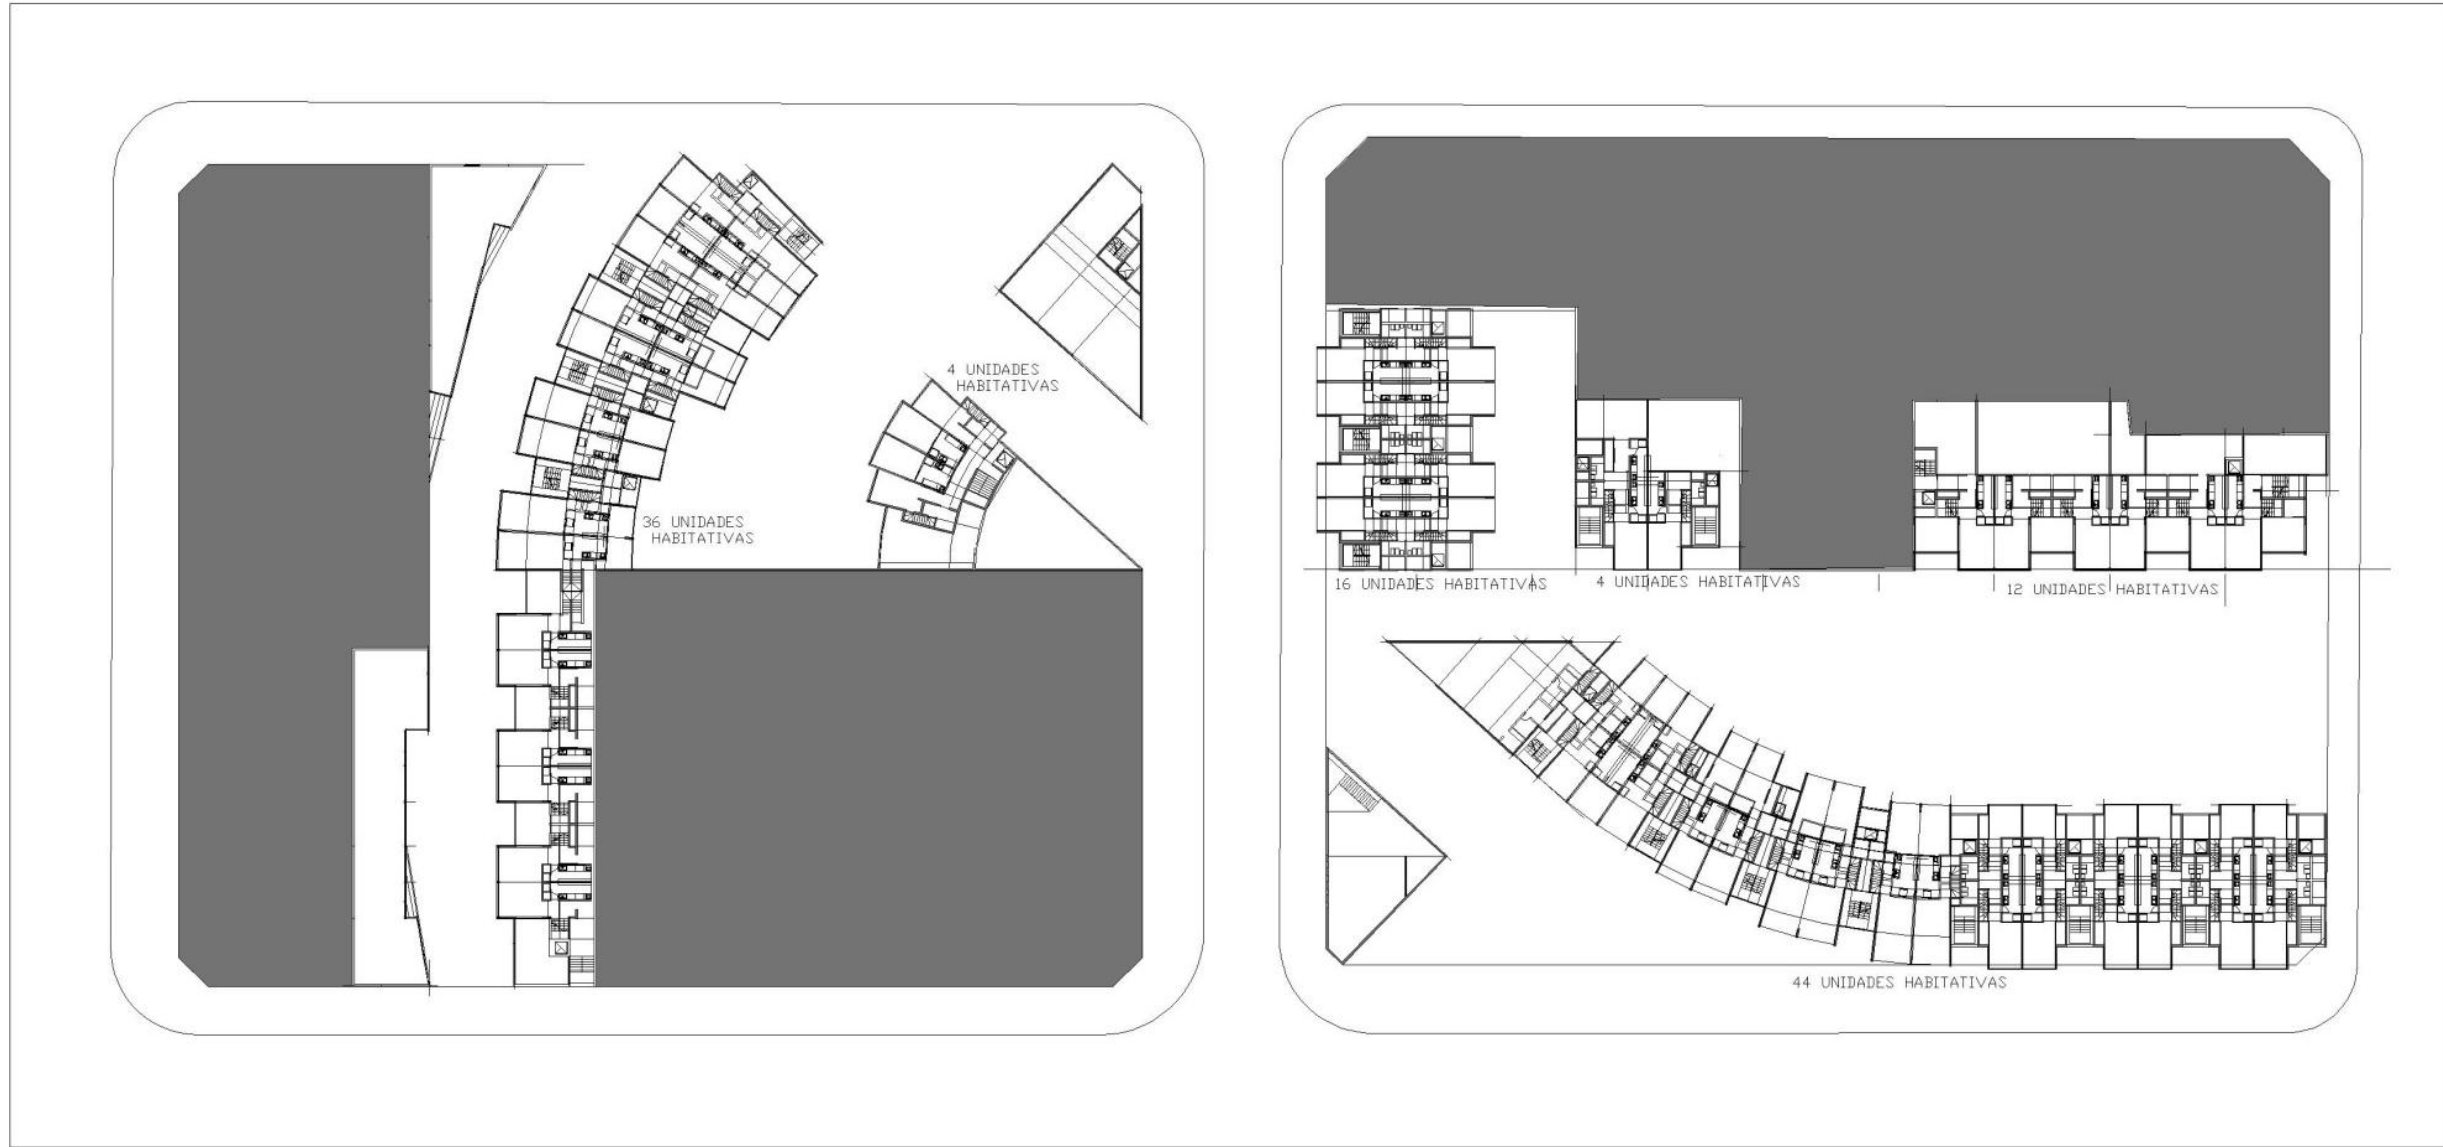 4 UNIDADES
HABITATIVAS
36 UNIDADES
HABITATIVAS
16 UNIDADES HABITATIVAS
4 UNIDADES HABITATIVAS
12 UNIDADES HABITATIVAS
44 UNIDADES HABITATIVAS